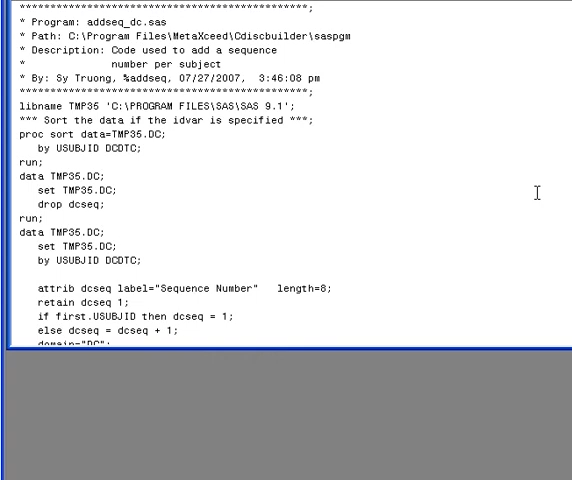 ***********************************************;
* Program: addseq_dc.sas
* Path: C:\Program Files\MetaXceed\Cdiscbuilder\saspgm
* Description: Code used to add a sequence
*              number per subject
* By: Sy Truong, %addseq, 07/27/2007,  3:46:08 pm
***********************************************;
libname TMP35 'C:\PROGRAM FILES\SAS\SAS 9.1';
*** Sort the data if the idvar is specified ***;
proc sort data=TMP35.DC;
   by USUBJID DCDTC;
run;
data TMP35.DC;
   set TMP35.DC;
   drop dcseq;
run;
data TMP35.DC;
   set TMP35.DC;
   by USUBJID DCDTC;

   attrib dcseq label="Sequence Number"   length=8;
   retain dcseq 1;
   if first.USUBJID then dcseq = 1;
   else dcseq = dcseq + 1;
   domain="DC";